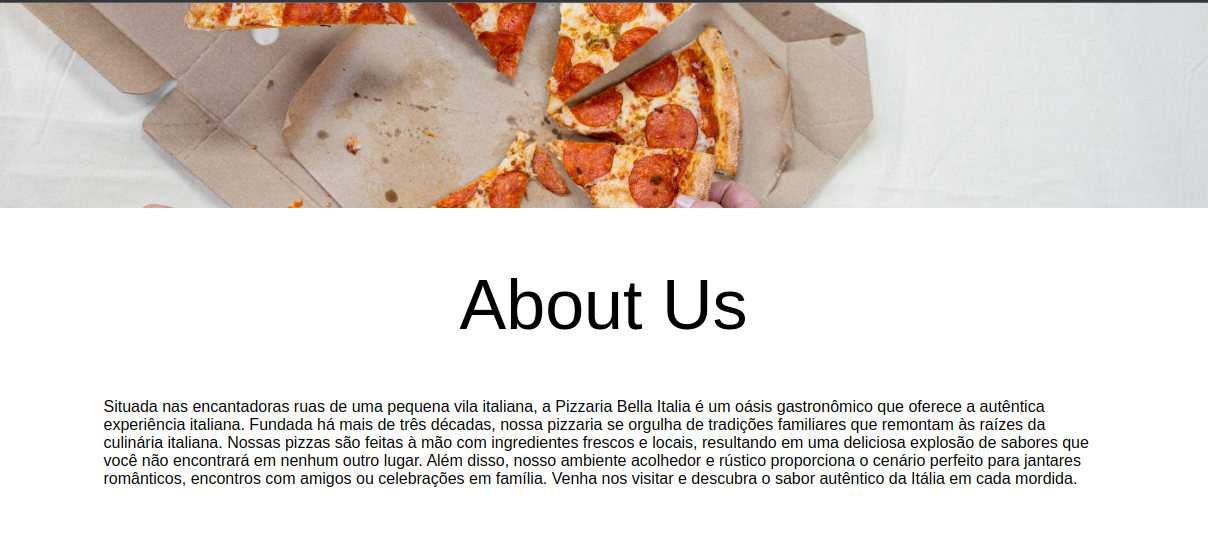 About Us
Situada nas encantadoras ruas de uma pequena vila italiana, a Pizzaria Bella Italia é um oásis gastronômico que oferece a autêntica
experiência italiana. Fundada há mais de três décadas, nossa pizzaria se orgulha de tradições familiares que remontam às raízes da
culinária italiana. Nossas pizzas são feitas à mão com ingredientes frescos e locais, resultando em uma deliciosa explosão de sabores que
você não encontrará em nenhum outro lugar. Além disso, nosso ambiente acolhedor e rústico proporciona o cenário perfeito para jantares
românticos, encontros com amigos ou celebrações em família. Venha nos visitar e descubra o sabor autêntico da Itália em cada mordida.